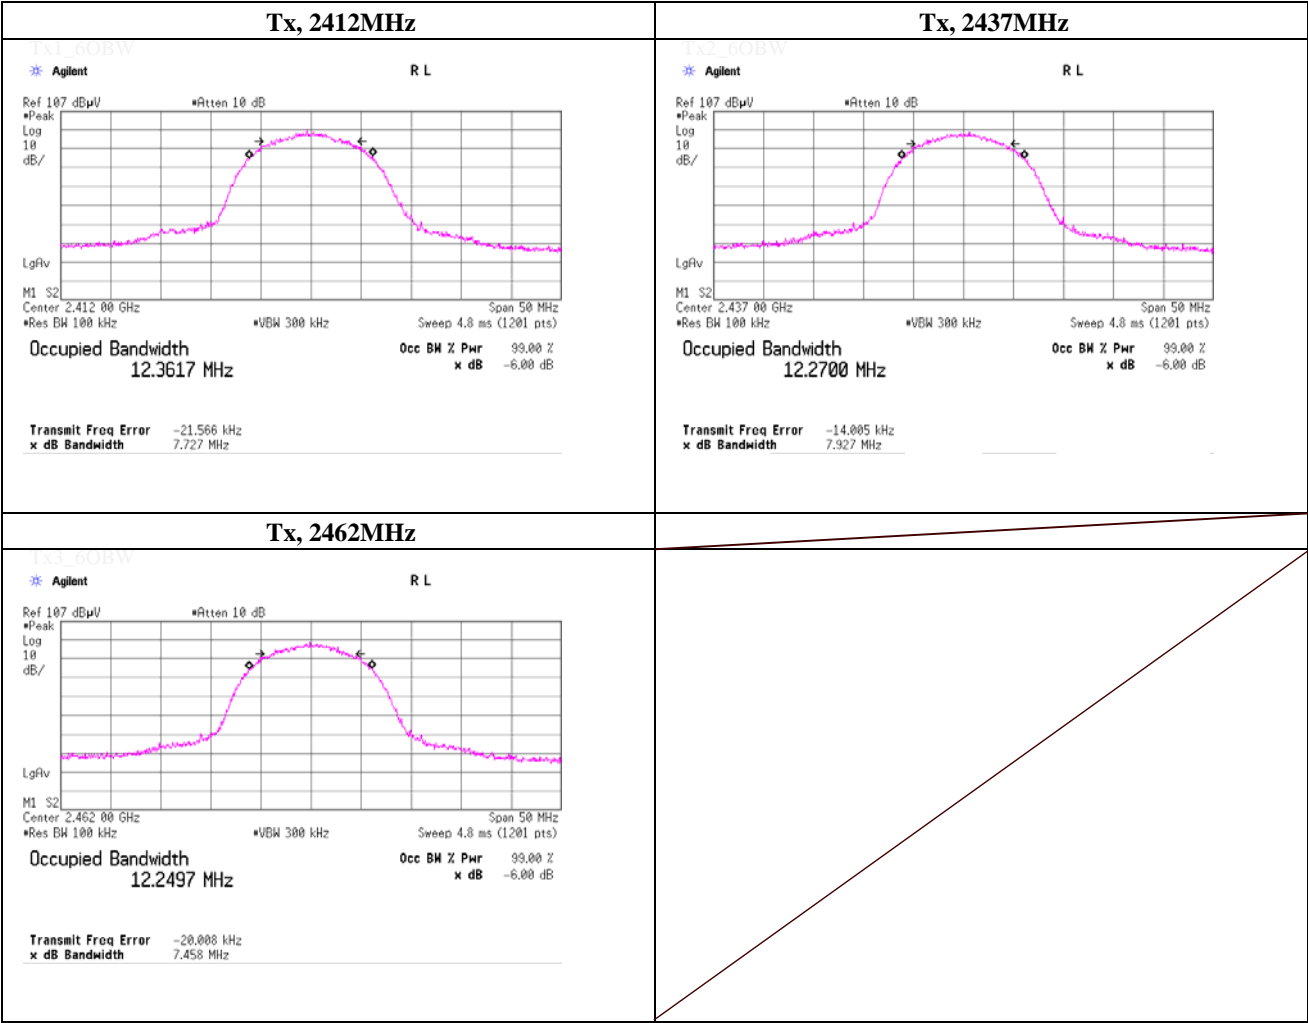 Tx, 2412MHz
Tx1_6OBW
Agilent
R L
Ref 107 dBµV
#Atten 10 dB
#Peak
Log
10
dB/
LgAv
M1 S2
Center 2.412 00 GHz
Span 50 MHz
#Res BW 100 kHz
#VBW 300 kHz
Sweep 4.8 ms (1201 pts)
Occupied Bandwidth
12.3617 MHz
Occ BW % Pwr 99.00 %
x dB -6.00 dB
Transmit Freq Error -21.566 kHz
x dB Bandwidth 7.727 MHz
Tx, 2437MHz
Tx2_6OBW
Agilent
R L
Ref 107 dBµV
#Atten 10 dB
#Peak
Log
10
dB/
LgAv
M1 S2
Center 2.437 00 GHz
Span 50 MHz
#Res BW 100 kHz
#VBW 300 kHz
Sweep 4.8 ms (1201 pts)
Occupied Bandwidth
12.2700 MHz
Occ BW % Pwr 99.00 %
x dB -6.00 dB
Transmit Freq Error -14.005 kHz
x dB Bandwidth 7.927 MHz
Tx, 2462MHz
Tx3_6OBW
Agilent
R L
Ref 107 dBµV
#Atten 10 dB
#Peak
Log
10
dB/
LgAv
M1 S2
Center 2.462 00 GHz
Span 50 MHz
#Res BW 100 kHz
#VBW 300 kHz
Sweep 4.8 ms (1201 pts)
Occupied Bandwidth
12.2497 MHz
Occ BW % Pwr 99.00 %
x dB -6.00 dB
Transmit Freq Error -20.008 kHz
x dB Bandwidth 7.458 MHz